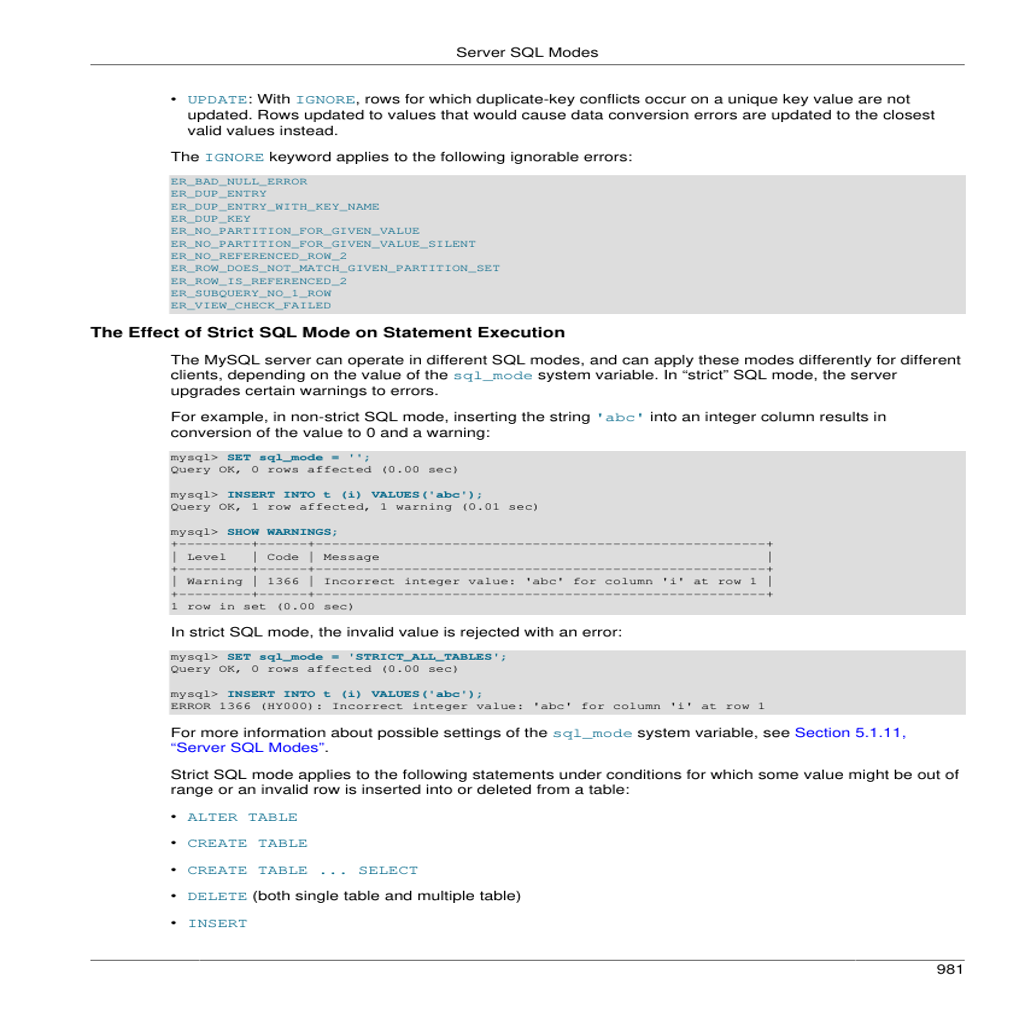 Server SQL Modes
• UPDATE: With IGNORE, rows for which duplicate-key conflicts occur on a unique key value are not
updated. Rows updated to values that would cause data conversion errors are updated to the closest
valid values instead.
The IGNORE keyword applies to the following ignorable errors:
ER_BAD_NULL_ERROR
ER_DUP_ENTRY
ER_DUP_ENTRY_WITH_KEY_NAME
ER_DUP_KEY
ER_NO_PARTITION_FOR_GIVEN_VALUE
ER_NO_PARTITION_FOR_GIVEN_VALUE_SILENT
ER_NO_REFERENCED_ROW_2
ER_ROW_DOES_NOT_MATCH_GIVEN_PARTITION_SET
ER_ROW_IS_REFERENCED_2
ER_SUBQUERY_NO_1_ROW
ER_VIEW_CHECK_FAILED
The Effect of Strict SQL Mode on Statement Execution
The MySQL server can operate in different SQL modes, and can apply these modes differently for different
clients, depending on the value of the sql_mode system variable. In “strict” SQL mode, the server
upgrades certain warnings to errors.
For example, in non-strict SQL mode, inserting the string 'abc' into an integer column results in
conversion of the value to 0 and a warning:
mysql> SET sql_mode = '';
Query OK, 0 rows affected (0.00 sec)
mysql> INSERT INTO t (i) VALUES('abc');
Query OK, 1 row affected, 1 warning (0.01 sec)
mysql> SHOW WARNINGS;
+---------+------+--------------------------------------------------------+
| Level   | Code | Message                                                |
+---------+------+--------------------------------------------------------+
| Warning | 1366 | Incorrect integer value: 'abc' for column 'i' at row 1 |
+---------+------+--------------------------------------------------------+
1 row in set (0.00 sec)
In strict SQL mode, the invalid value is rejected with an error:
mysql> SET sql_mode = 'STRICT_ALL_TABLES';
Query OK, 0 rows affected (0.00 sec)
mysql> INSERT INTO t (i) VALUES('abc');
ERROR 1366 (HY000): Incorrect integer value: 'abc' for column 'i' at row 1
For more information about possible settings of the sql_mode system variable, see Section 5.1.11,
“Server SQL Modes”.
Strict SQL mode applies to the following statements under conditions for which some value might be out of
range or an invalid row is inserted into or deleted from a table:
• ALTER TABLE
• CREATE TABLE
• CREATE TABLE ... SELECT
• DELETE (both single table and multiple table)
• INSERT
981